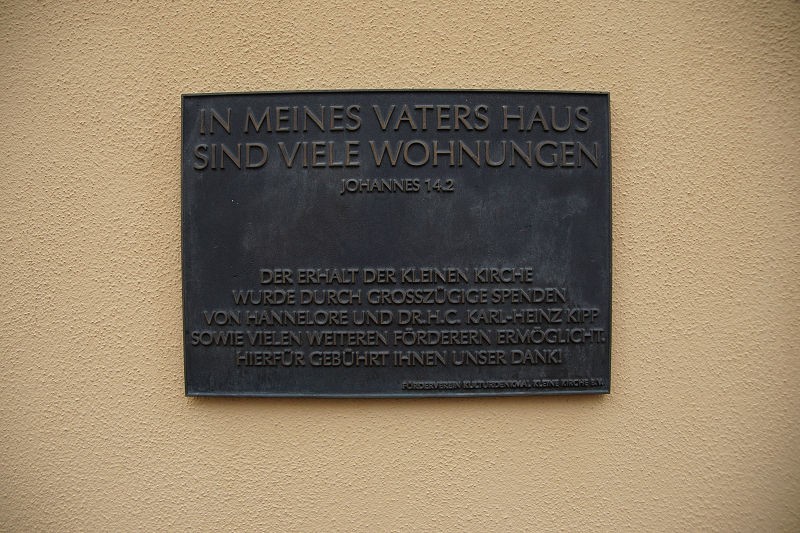 IN MEINES VATERS HAUS
SIND VIELE WOHNUNGEN
JOHANNES 14.2
DER ERHALT DER KLEINEN KIRCHE
WURDE DURCH GROSSZÜGIGE SPENDEN
VON HANNELORE UND DR.H.C. KARL-HEINZ KIPP
SOWIE VIELEN WEITEREN FÖRDERERN ERMÖGLICHT.
HIERFÜR GEBÜHRT IHNEN UNSER DANK!
FÖRDERVEREIN KULTURDENKMAL KLEINE KIRCHE E.V.